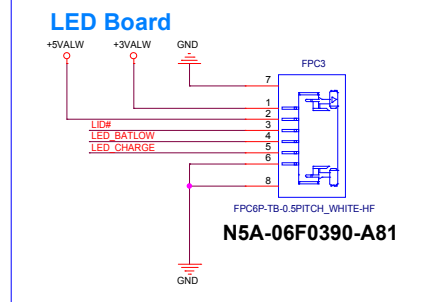 LED Board
+5VALW +3VALW GND
FPC3
7
1
2
LID# 3
LED_BATLOW 4
LED_CHARGE 5
6
8
FPC6P-TB-0.5PITCH_WHITE-HF
N5A-06F0390-A81
GND